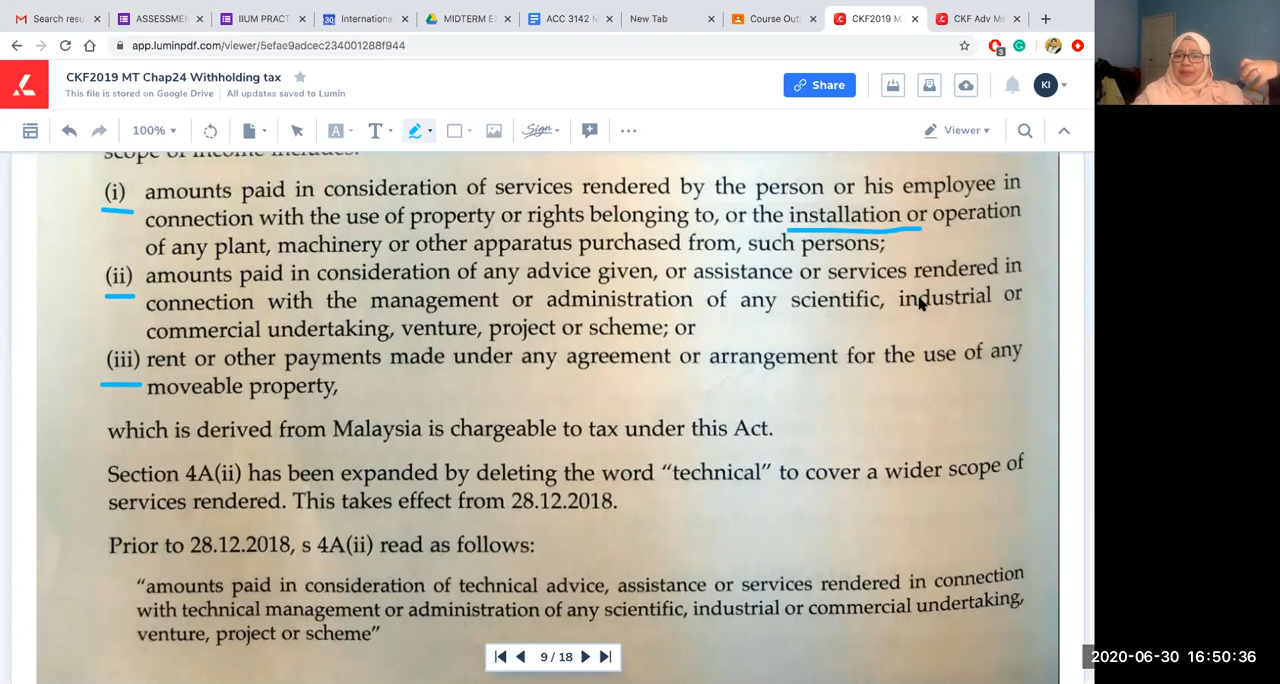 Search resu
ASSESSMEN
IIUM PRACT
Internationa
MIDTERM E
ACC 3142 M
New Tab
Course Out
CKF2019 M
CKF Adv Me
app.luminpdf.com/viewer/5efae9adcec234001288f944
CKF2019 MT Chap24 Withholding tax
This file is stored on Google Drive All updates saved to Lumin
Share
KI
100%
A
T
Sign
Viewer
scope of income includes:
(i) amounts paid in consideration of services rendered by the person or his employee in
connection with the use of property or rights belonging to, or the installation or operation
of any plant, machinery or other apparatus purchased from, such persons;
(ii) amounts paid in consideration of any advice given, or assistance or services rendered in
connection with the management or administration of any scientific, industrial or
commercial undertaking, venture, project or scheme; or
(iii) rent or other payments made under any agreement or arrangement for the use of any
moveable property,
which is derived from Malaysia is chargeable to tax under this Act.
Section 4A(ii) has been expanded by deleting the word “technical” to cover a wider scope of
services rendered. This takes effect from 28.12.2018.
Prior to 28.12.2018, s 4A(ii) read as follows:
“amounts paid in consideration of technical advice, assistance or services rendered in connection
with technical management or administration of any scientific, industrial or commercial undertaking,
venture, project or scheme”
9 / 18
2020-06-30 16:50:36